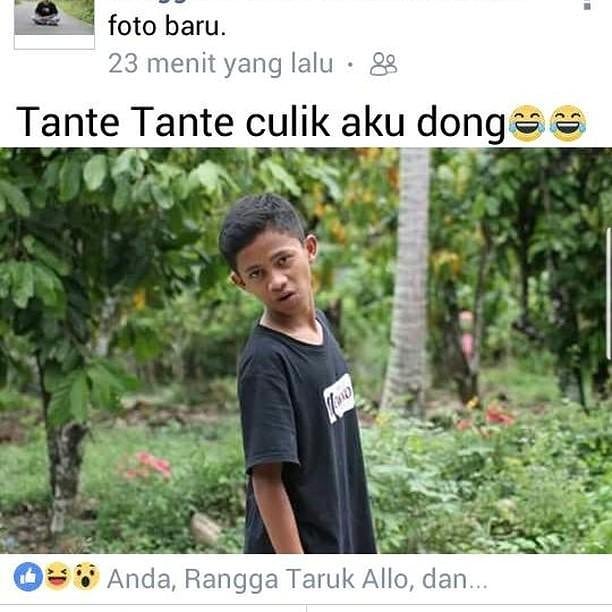 foto baru.
23 menit yang lalu ·
Tante Tante culik aku dong😂😂
Anda, Rangga Taruk Allo, dan...